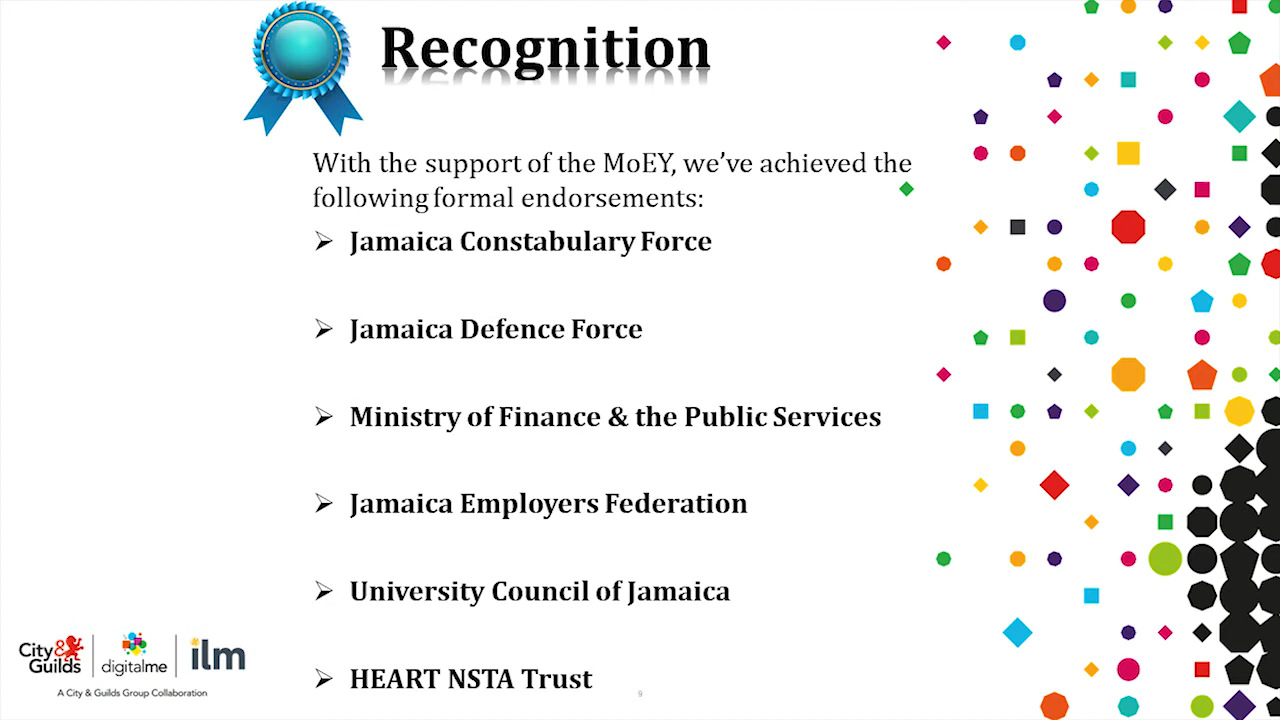 Recognition
With the support of the MoEY, we’ve achieved the
following formal endorsements:
➢ Jamaica Constabulary Force
➢ Jamaica Defence Force
➢ Ministry of Finance & the Public Services
➢ Jamaica Employers Federation
➢ University Council of Jamaica
➢ HEART NSTA Trust
City&
Guilds
digitalme
ilm
A City & Guilds Group Collaboration
9